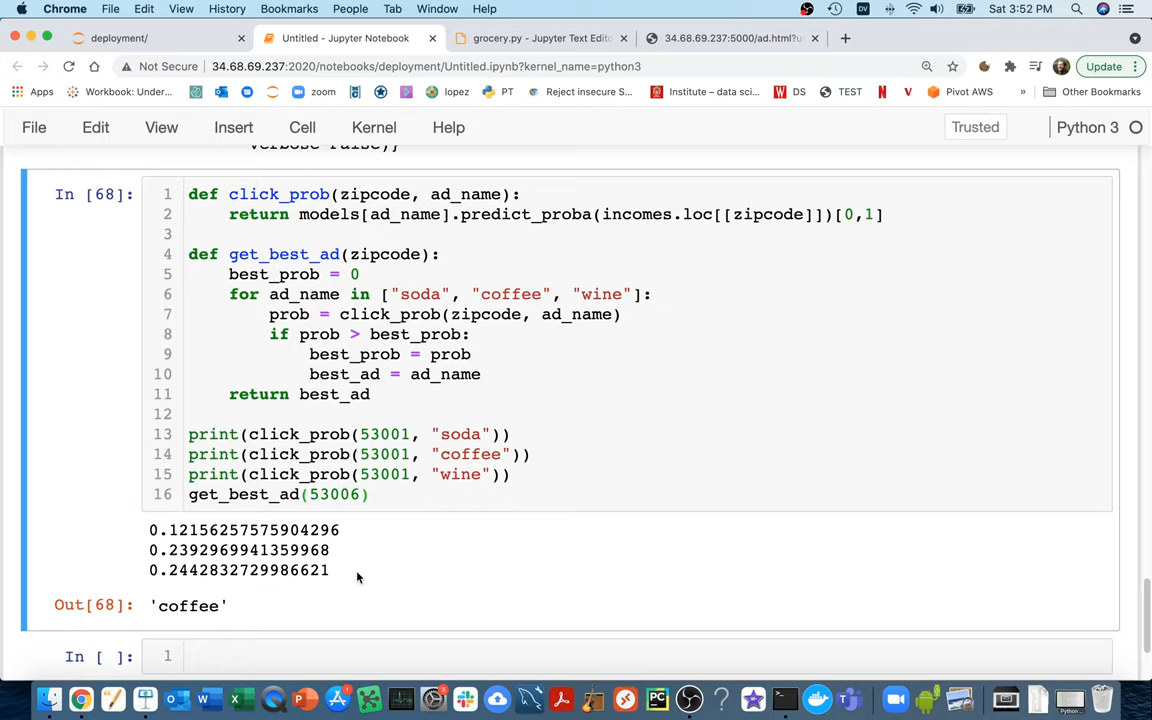 Chrome File Edit View History Bookmarks People Tab Window Help DV Sat 3:52 PM
deployment/ Untitled - Jupyter Notebook grocery.py - Jupyter Text Edito 34.68.69.237:5000/ad.html?u
Not Secure 34.68.69.237:2020/notebooks/deployment/Untitled.ipynb?kernel_name=python3 Update
Apps Workbook: Under... zoom lopez PT Reject insecure S... Institute – data sci... DS TEST Pivot AWS » Other Bookmarks
File Edit View Insert Cell Kernel Help Trusted Python 3
verbose=False)}
In [68]: 1 def click_prob(zipcode, ad_name):
2 return models[ad_name].predict_proba(incomes.loc[[zipcode]])[0,1]
3
4 def get_best_ad(zipcode):
5 best_prob = 0
6 for ad_name in ["soda", "coffee", "wine"]:
7 prob = click_prob(zipcode, ad_name)
8 if prob > best_prob:
9 best_prob = prob
10 best_ad = ad_name
11 return best_ad
12
13 print(click_prob(53001, "soda"))
14 print(click_prob(53001, "coffee"))
15 print(click_prob(53001, "wine"))
16 get_best_ad(53006)
0.12156257575904296
0.2392969941359968
0.2442832729986621
Out[68]: 'coffee'
In [ ]: 1